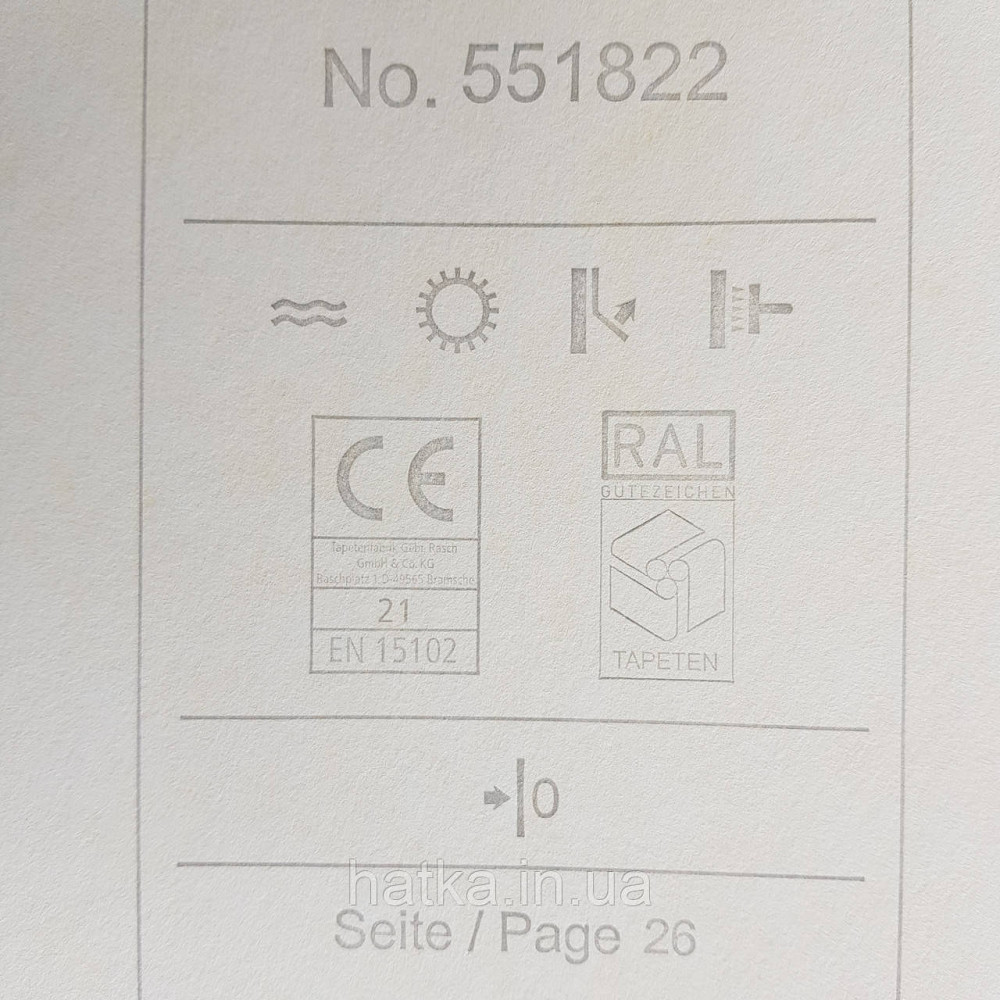 No. 551822
CE
Tapetenfabrik Gebr. Rasch
GmbH & Co. KG
Raschplatz 1, D-49565 Bramsche
21
EN 15102
RAL
GÜTEZEICHEN
TAPETEN
0
hatka.in.ua
Seite / Page 26